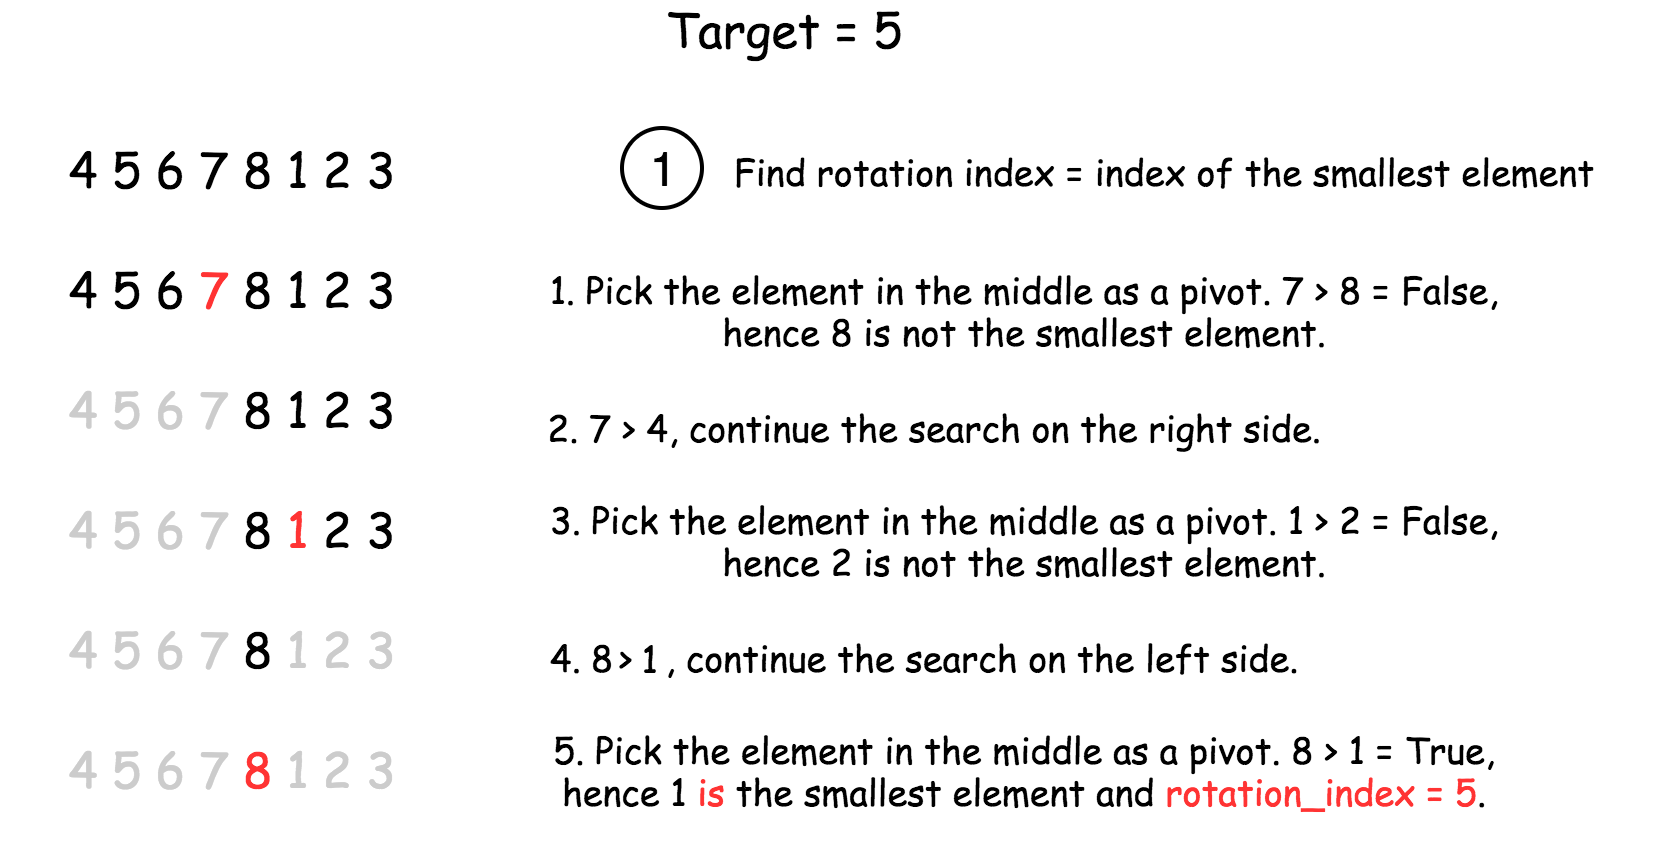 Target = 5
4 5 6 7 8 1 2 3
1 Find rotation index = index of the smallest element
4 5 6 7 8 1 2 3
1. Pick the element in the middle as a pivot. 7 > 8 = False,
hence 8 is not the smallest element.
4 5 6 7 8 1 2 3
2. 7 > 4, continue the search on the right side.
4 5 6 7 8 1 2 3
3. Pick the element in the middle as a pivot. 1 > 2 = False,
hence 2 is not the smallest element.
4 5 6 7 8 1 2 3
4. 8 > 1 , continue the search on the left side.
4 5 6 7 8 1 2 3
5. Pick the element in the middle as a pivot. 8 > 1 = True,
hence 1 is the smallest element and rotation_index = 5.